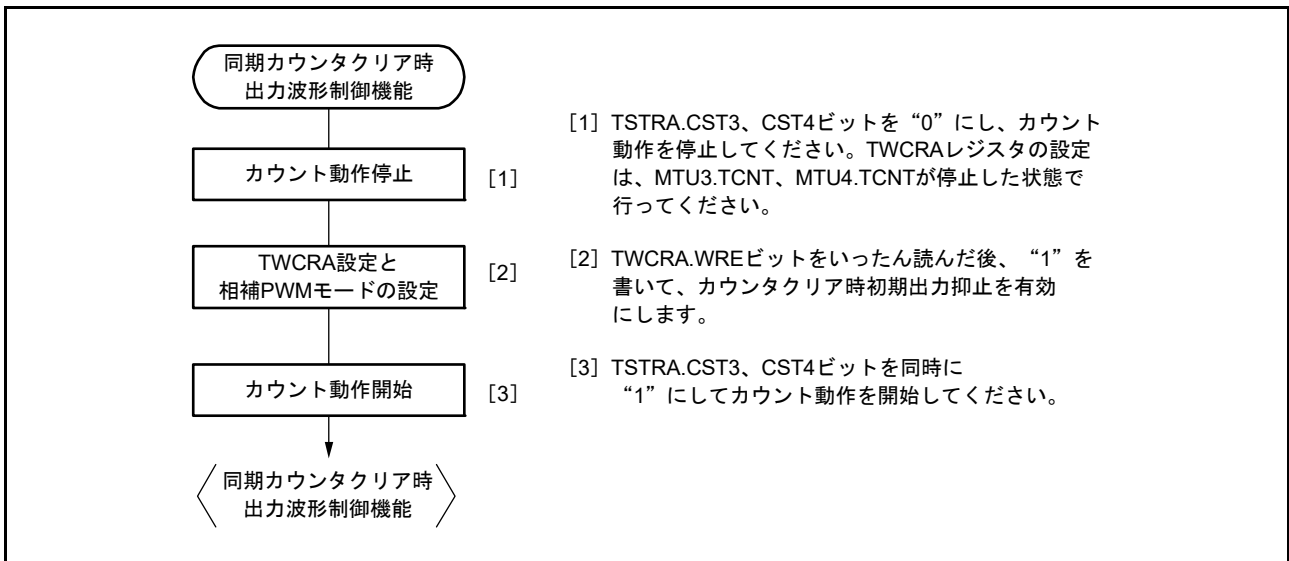 同期カウンタクリア時
出力波形制御機能
カウント動作停止
[1]
[1] TSTRA.CST3、CST4ビットを“0”にし、カウント
動作を停止してください。TWCRAレジスタの設定
は、MTU3.TCNT、MTU4.TCNTが停止した状態で
行ってください。
TWCRA設定と
相補PWMモードの設定
[2]
[2] TWCRA.WREビットをいったん読んだ後、“1”を
書いて、カウンタクリア時初期出力抑止を有効
にします。
カウント動作開始
[3]
[3] TSTRA.CST3、CST4ビットを同時に
“1”にしてカウント動作を開始してください。
同期カウンタクリア時
出力波形制御機能